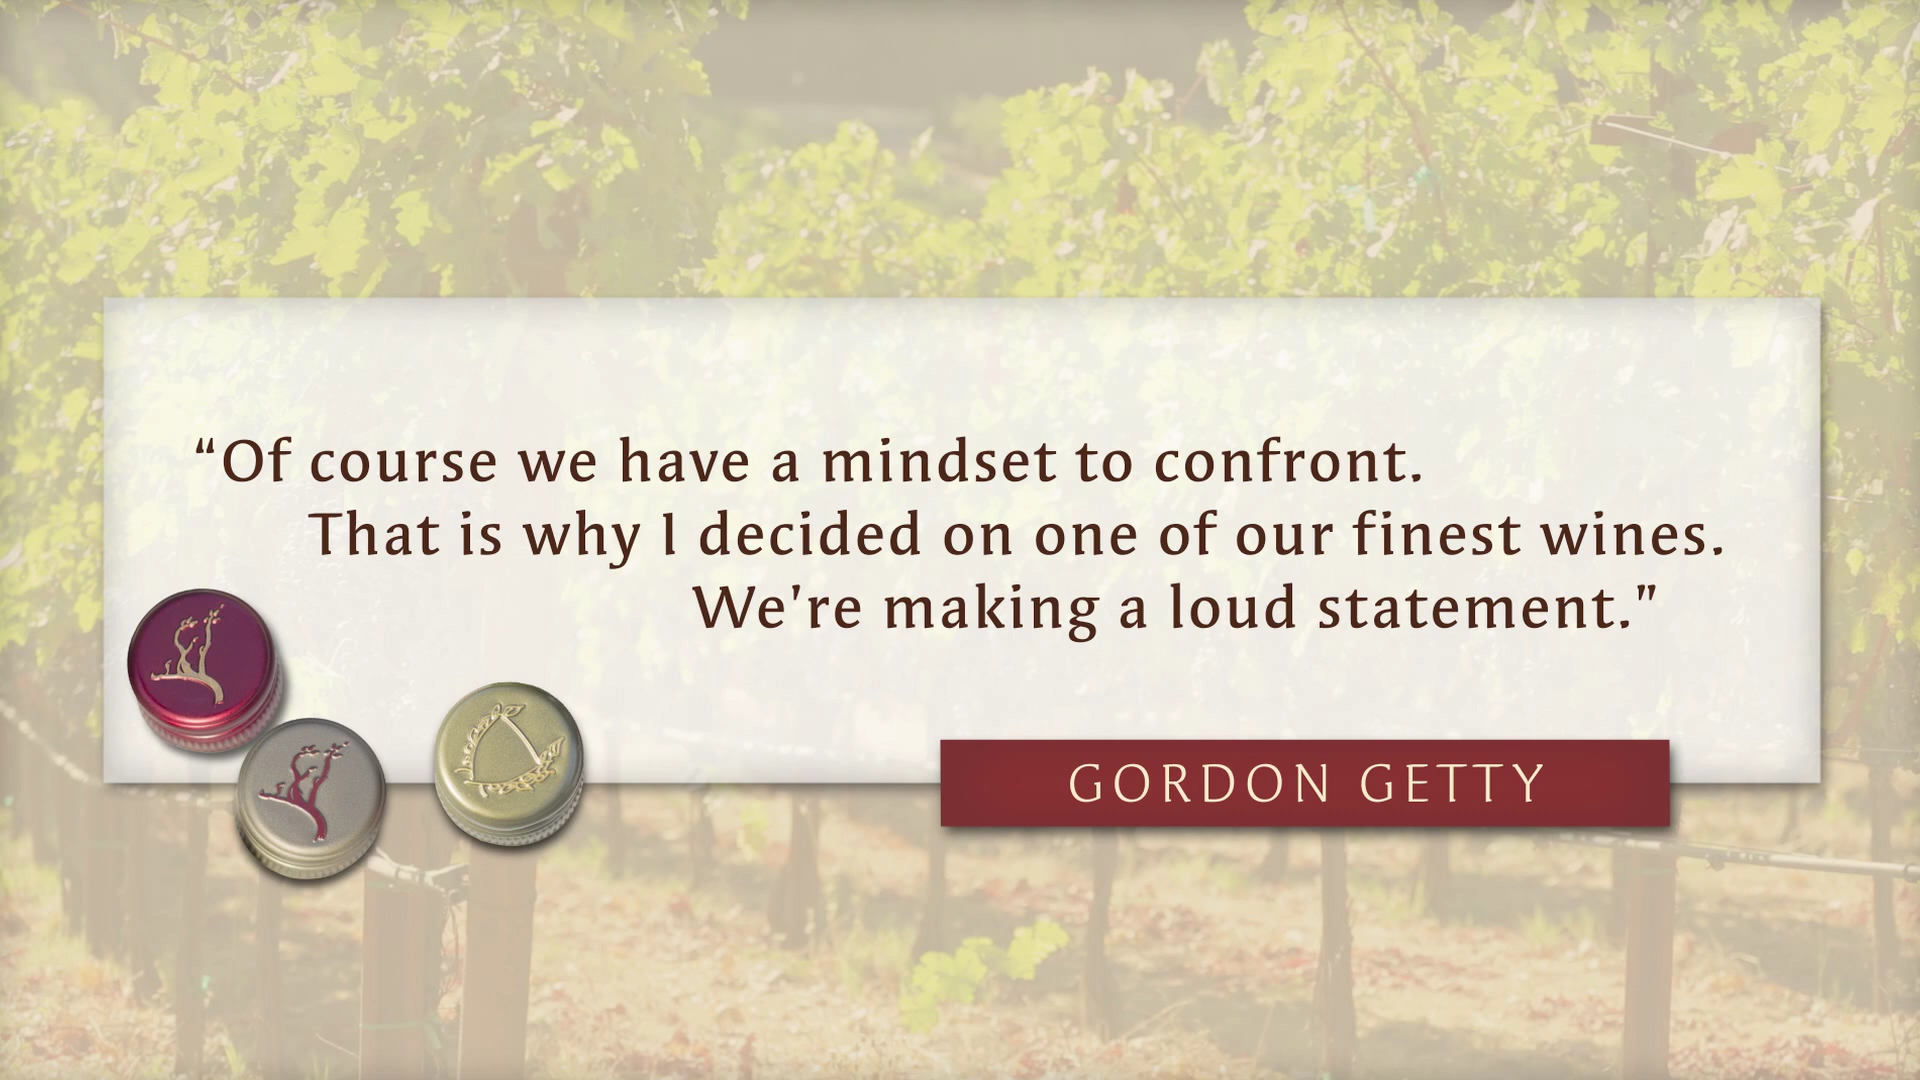 “Of course we have a mindset to confront.
That is why I decided on one of our finest wines.
We're making a loud statement."
GORDON GETTY